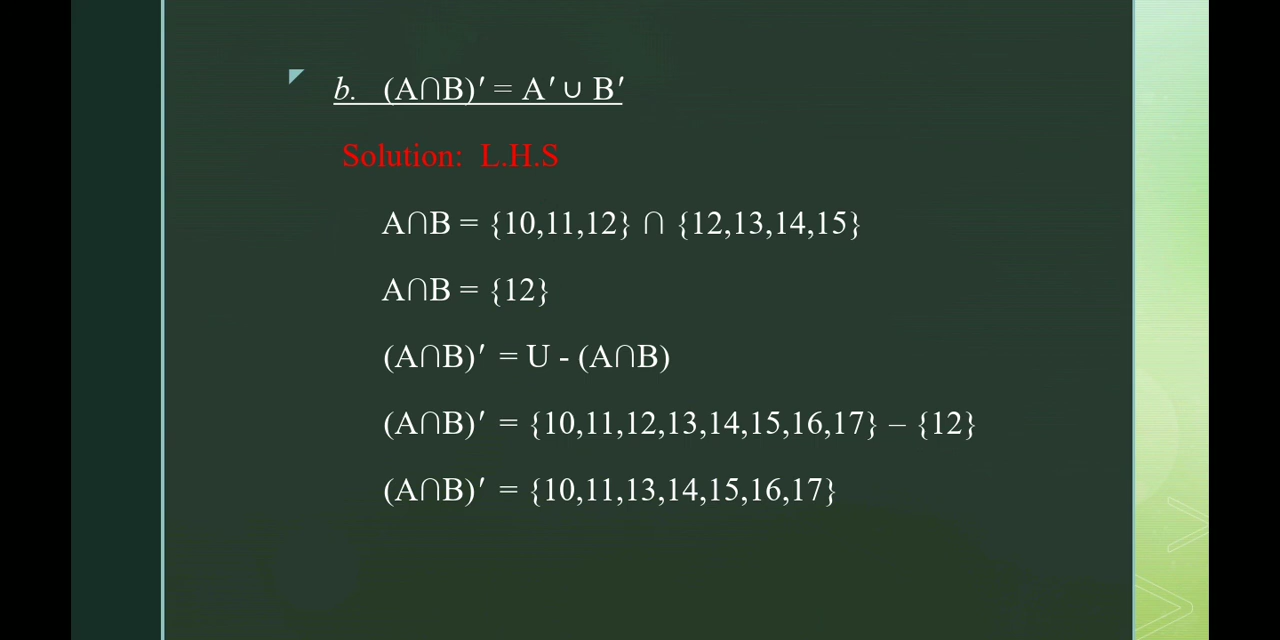 b. (A∩B)′ = A′ ∪ B′
Solution: L.H.S
A∩B = {10,11,12} ∩ {12,13,14,15}
A∩B = {12}
(A∩B)′ = U - (A∩B)
(A∩B)′ = {10,11,12,13,14,15,16,17} – {12}
(A∩B)′ = {10,11,13,14,15,16,17}